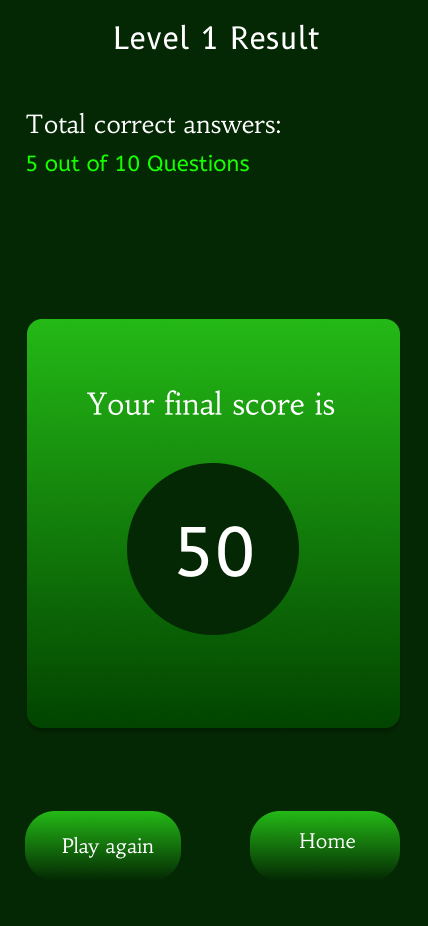 Level 1 Result
Total correct answers:
5 out of 10 Questions
Your final score is
50
Play again
Home